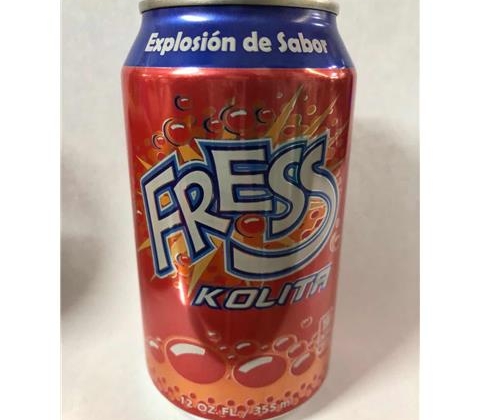 Explosión de Sabor
FRESS
KOLITA
12 OZ. FL / 355 ml